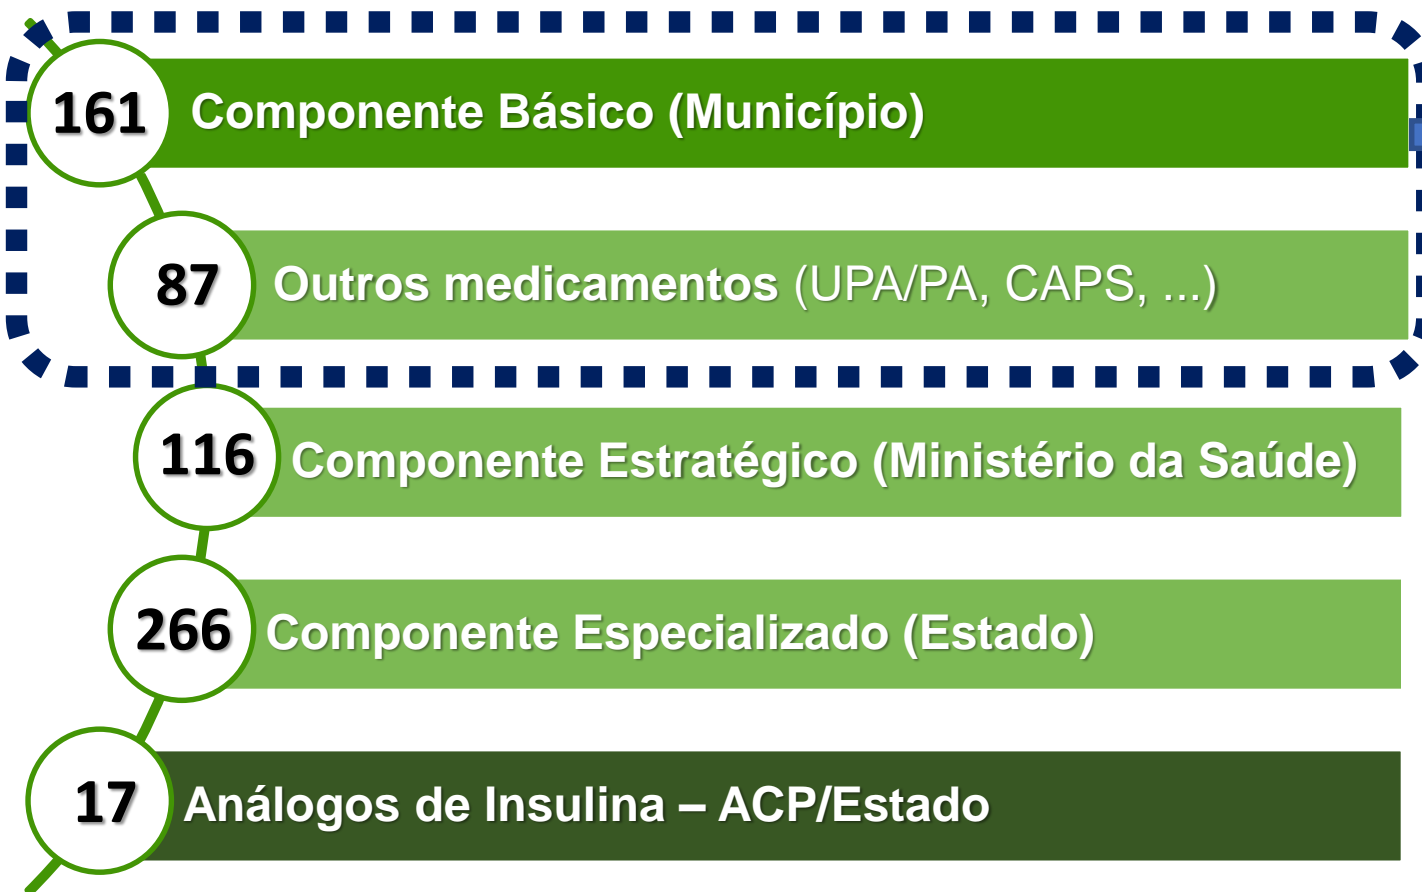 161 Componente Básico (Município)
87 Outros medicamentos (UPA/PA, CAPS, ...)
116 Componente Estratégico (Ministério da Saúde)
266 Componente Especializado (Estado)
17 Análogos de Insulina – ACP/Estado